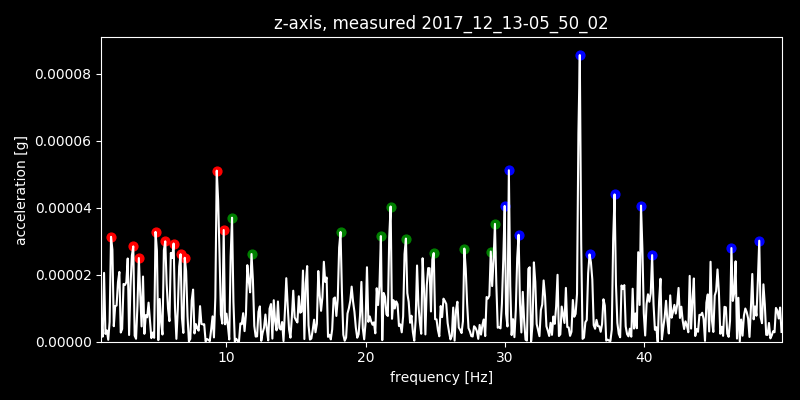 z-axis, measured 2017_12_13-05_50_02
0.00008
0.00006
0.00004
0.00002
0.00000
acceleration [g]
10 20 30 40
frequency [Hz]